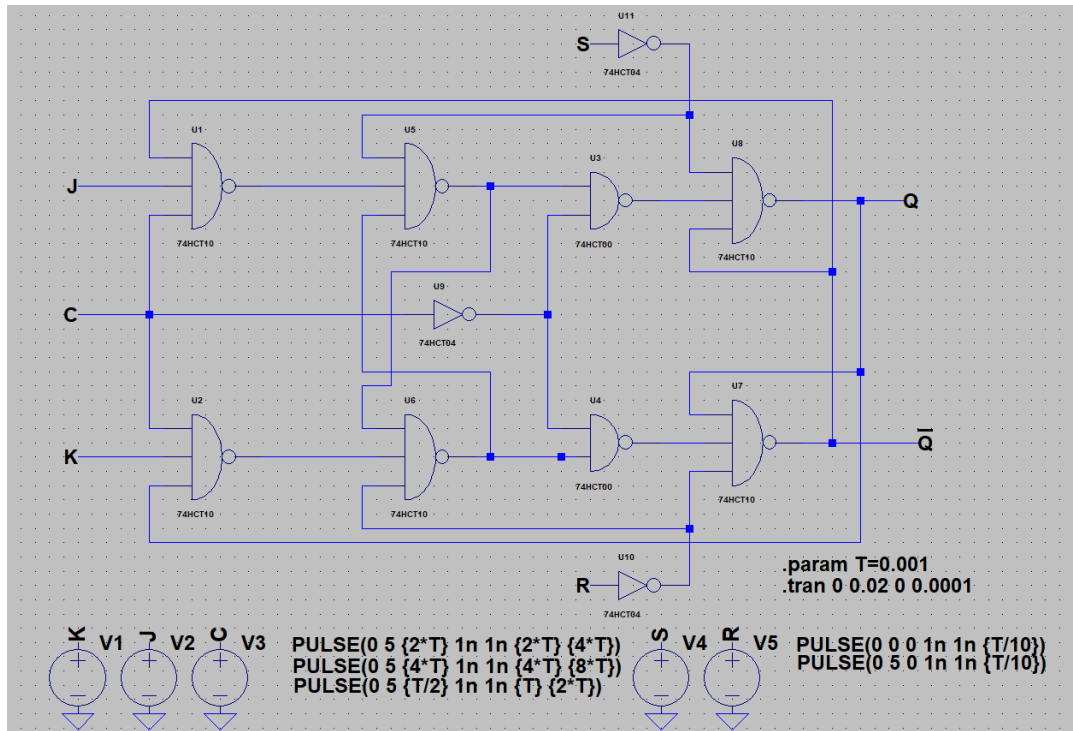 U11
S
74HCT04
U1
U5
U8
U3
J
Q
74HCT10
74HCT10
74HCT00
74HCT10
U9
C
74HCT04
U2
U6
U4
U7
K
Q
74HCT10
74HCT10
74HCT00
74HCT10
U10
R
74HCT04
.param T=0.001
.tran 0 0.02 0 0.0001
K V1 J V2 C V3
PULSE(0 5 {2*T} 1n 1n {2*T} {4*T})
PULSE(0 5 {4*T} 1n 1n {4*T} {8*T})
PULSE(0 5 {T/2} 1n 1n {T} {2*T})
S V4 R V5
PULSE(0 0 0 1n 1n {T/10})
PULSE(0 5 0 1n 1n {T/10})